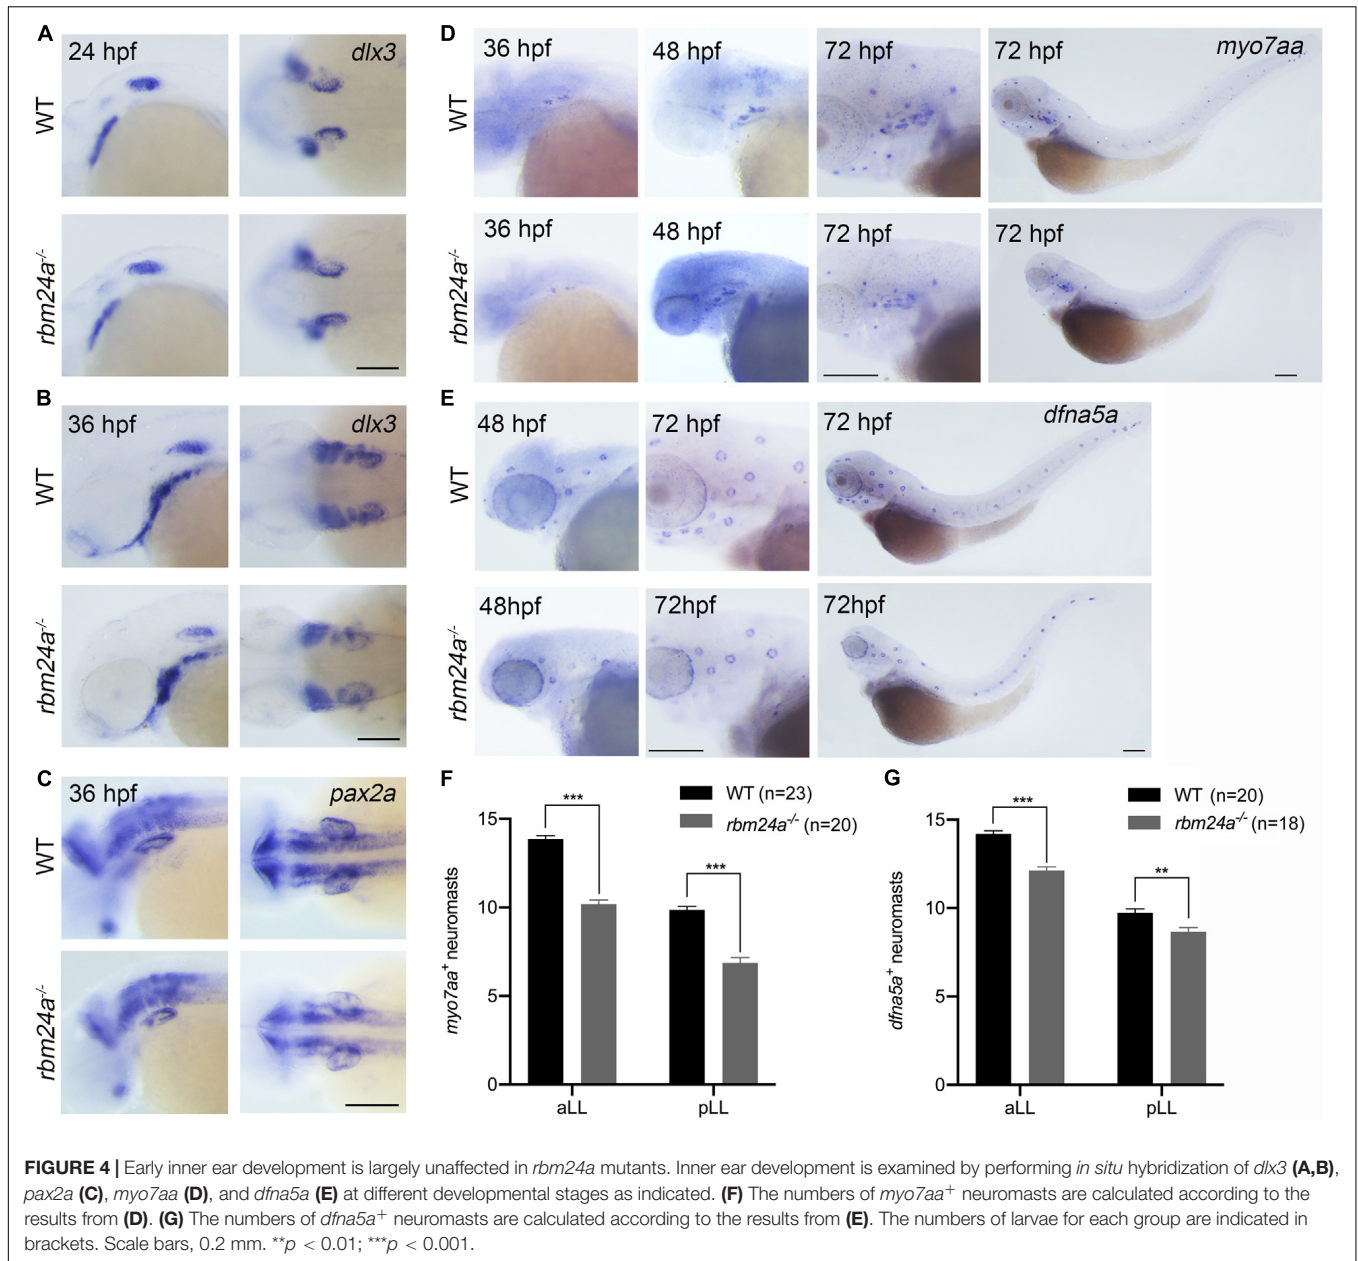 A
24 hpf
dlx3
WT
rbm24a-/-
B
36 hpf
dlx3
WT
rbm24a-/-
C
36 hpf
pax2a
WT
rbm24a-/-
D
36 hpf
48 hpf
72 hpf
72 hpf
myo7aa
WT
36 hpf
48 hpf
72 hpf
72 hpf
rbm24a-/-
E
48 hpf
72 hpf
72 hpf
dfna5a
WT
48hpf
72hpf
72hpf
rbm24a-/-
F
WT (n=23)
rbm24a-/- (n=20)
***
***
15
10
5
0
myo7aa+ neuromasts
aLL
pLL
G
WT (n=20)
rbm24a-/- (n=18)
***
**
15
10
5
0
dfna5a+ neuromasts
aLL
pLL
FIGURE 4 | Early inner ear development is largely unaffected in rbm24a mutants. Inner ear development is examined by performing in situ hybridization of dlx3 (A,B),
pax2a (C), myo7aa (D), and dfna5a (E) at different developmental stages as indicated. (F) The numbers of myo7aa+ neuromasts are calculated according to the
results from (D). (G) The numbers of dfna5a+ neuromasts are calculated according to the results from (E). The numbers of larvae for each group are indicated in
brackets. Scale bars, 0.2 mm. **p < 0.01; ***p < 0.001.